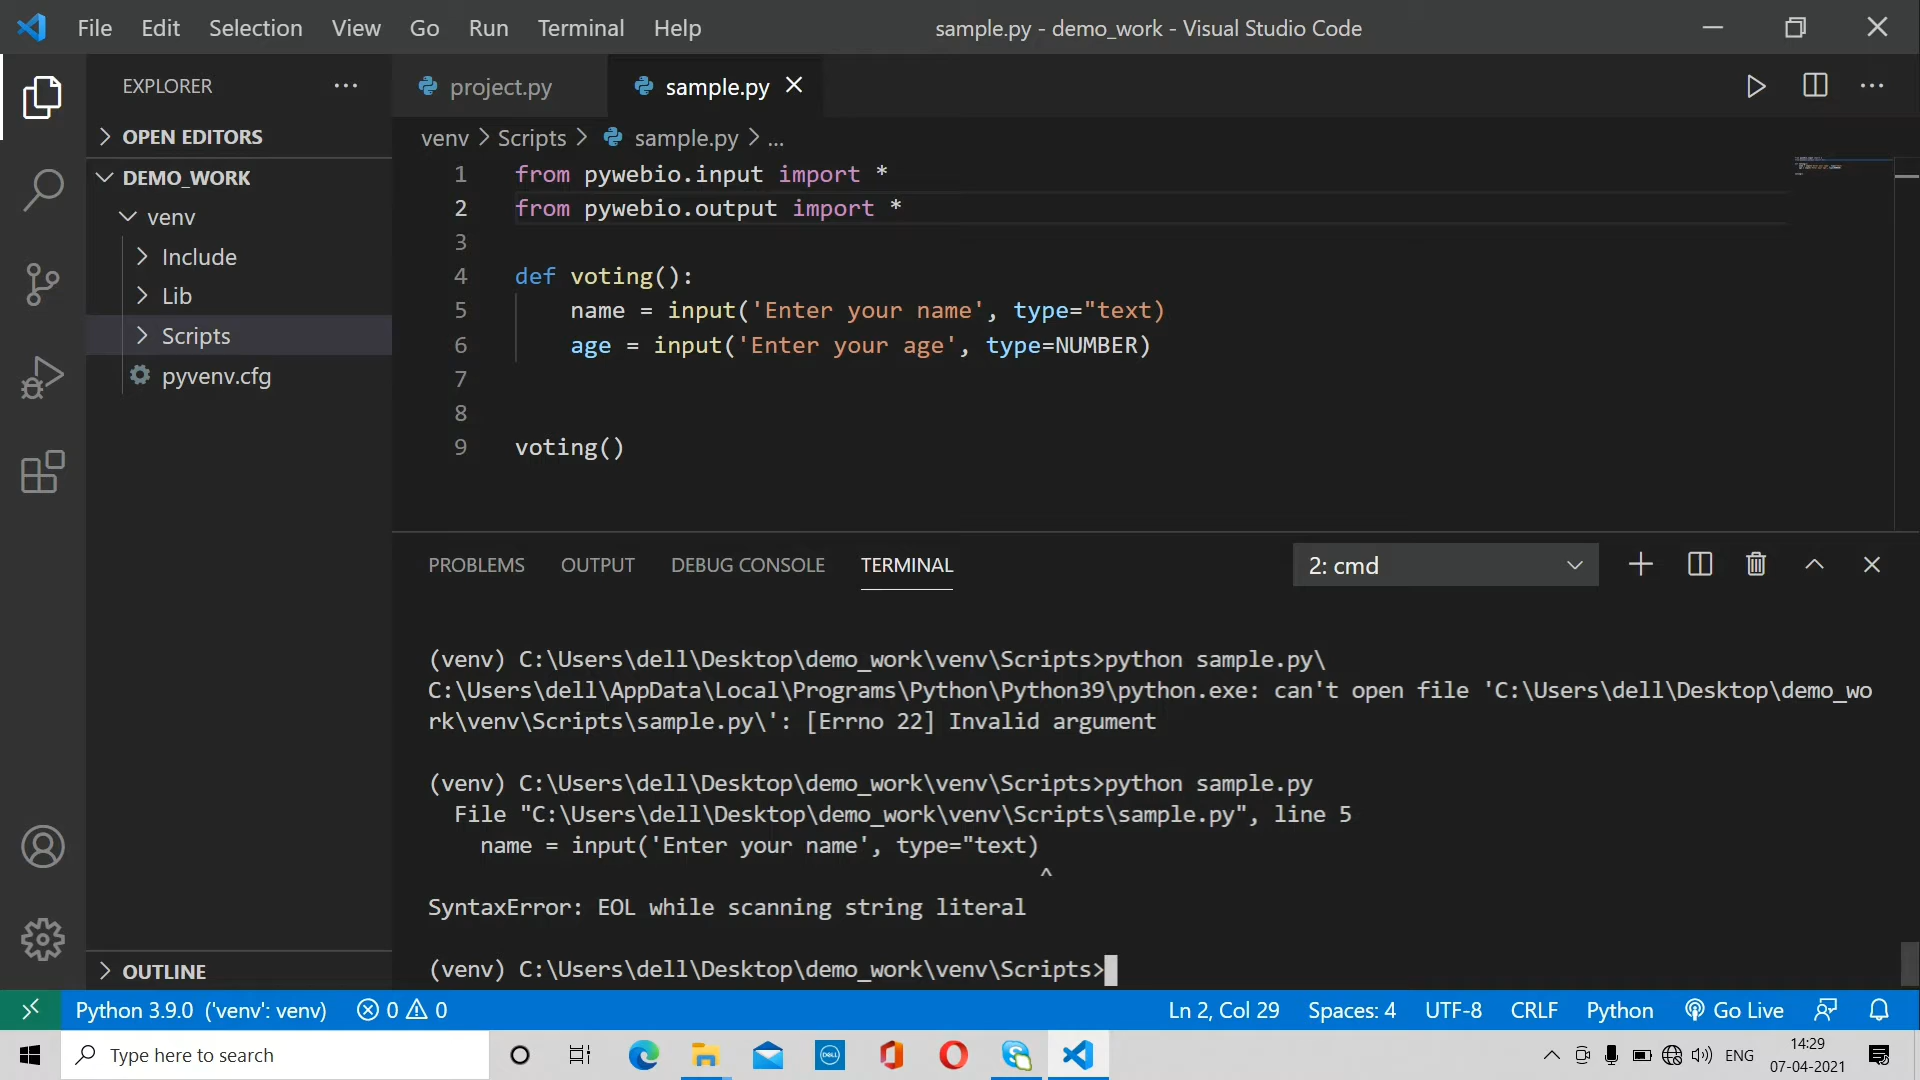 File Edit Selection View Go Run Terminal Help sample.py - demo_work - Visual Studio Code
EXPLORER
project.py sample.py
OPEN EDITORS
venv > Scripts > sample.py > ...
DEMO_WORK
venv
Include
Lib
Scripts
pyvenv.cfg
OUTLINE
1 from pywebio.input import *
2 from pywebio.output import *
3
4 def voting():
5 name = input('Enter your name', type="text)
6 age = input('Enter your age', type=NUMBER)
7
8
9 voting()
PROBLEMS OUTPUT DEBUG CONSOLE TERMINAL 2: cmd
(venv) C:\Users\dell\Desktop\demo_work\venv\Scripts>python sample.py\
C:\Users\dell\AppData\Local\Programs\Python\Python39\python.exe: can't open file 'C:\Users\dell\Desktop\demo_wo
rk\venv\Scripts\sample.py\': [Errno 22] Invalid argument
(venv) C:\Users\dell\Desktop\demo_work\venv\Scripts>python sample.py
File "C:\Users\dell\Desktop\demo_work\venv\Scripts\sample.py", line 5
name = input('Enter your name', type="text)
^
SyntaxError: EOL while scanning string literal
(venv) C:\Users\dell\Desktop\demo_work\venv\Scripts>
Python 3.9.0 ('venv': venv) 0 0 Ln 2, Col 29 Spaces: 4 UTF-8 CRLF Python Go Live
Type here to search
DELL
ENG
14:29
07-04-2021